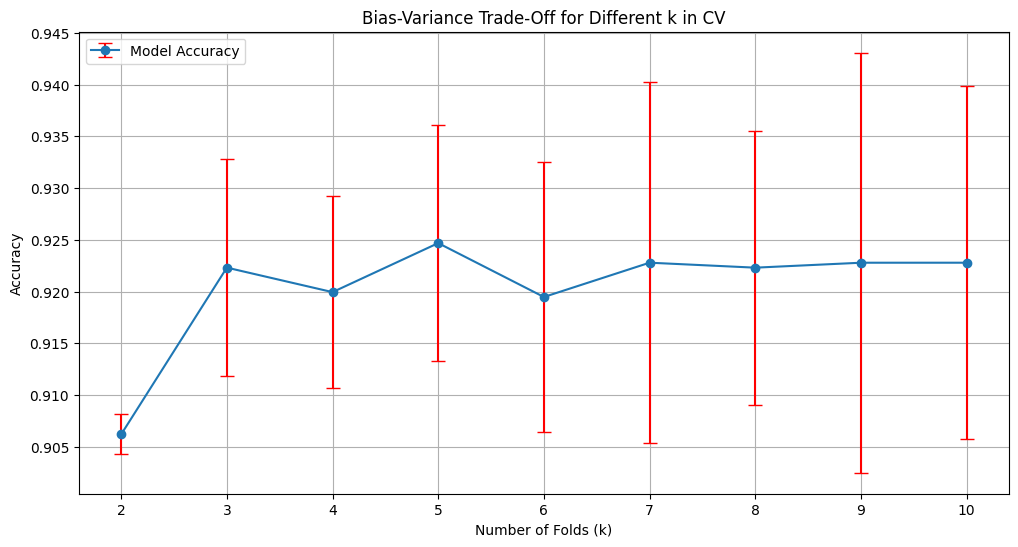 Bias-Variance Trade-Off for Different k in CV
Model Accuracy
Accuracy
0.945
0.940
0.935
0.930
0.925
0.920
0.915
0.910
0.905
2 3 4 5 6 7 8 9 10
Number of Folds (k)